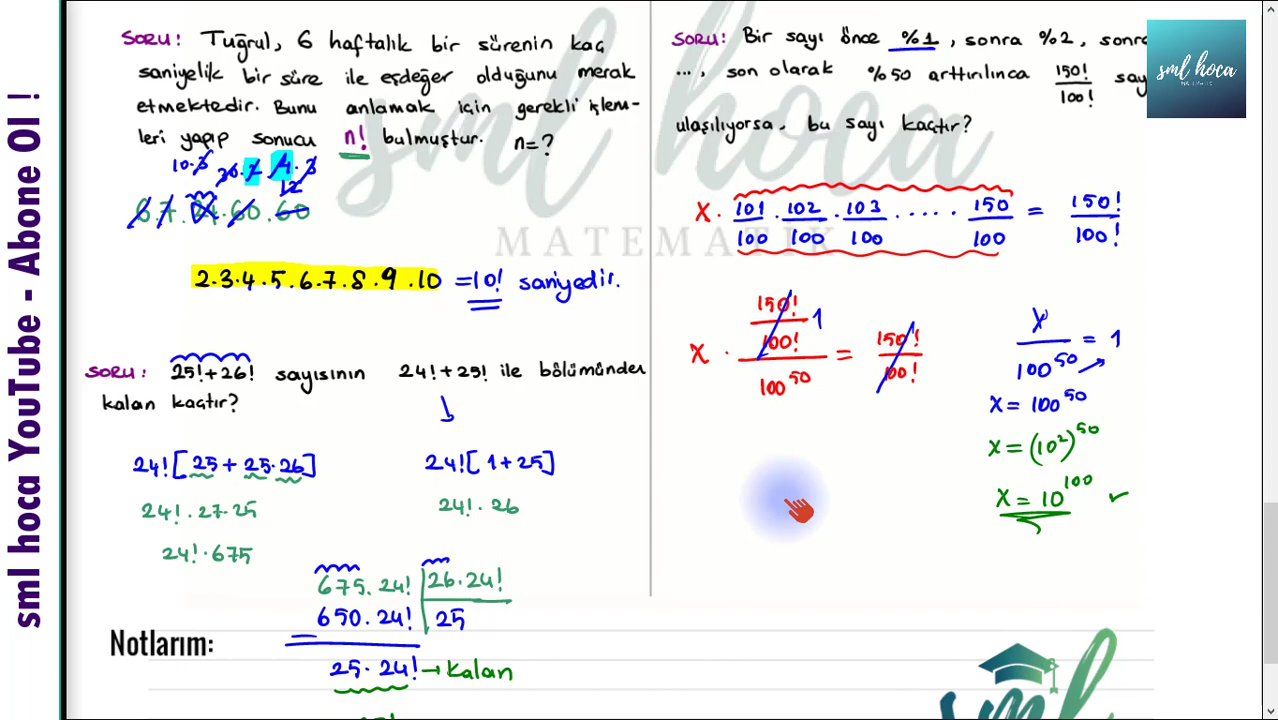 sml hoca YouTube - Abone Ol !
SORU: Tuğrul, 6 haftalık bir sürenin kaç
saniyelik bir süre ile eşdeğer olduğunu merak
etmektedir. Bunu anlamak için gerekli işlem-
leri yapıp sonucu n! bulmuştur. n=?
6.7.24.60.60
2.3.4.5.6.7.8.9.10 =10! saniyedir.
SORU: 25!+26! sayısının 24!+25! ile bölümünden
kalan kaçtır?
24![25+25.26] 24![1+25]
24!.27.25 24!.26
24!.675
675.24! 26.24!
650.24! 25
25.24! → kalan
Notlarım:
SORU: Bir sayı önce %1, sonra %2, sonra
..., son olarak %50 arttırılınca 150!/100!
ulaşılıyorsa, bu sayı kaçtır?
x . 101/100 . 102/100 . 103/100 ..... 150/100 = 150!/100!
x . 150!/100! 1 / 100^50 = 150!/100!
x/100^50 = 1
x = 100^50
x = (10^2)^50
x = 10^100
sml hoca
MATEMATİK
sml hoca
MATEMATİK
sml